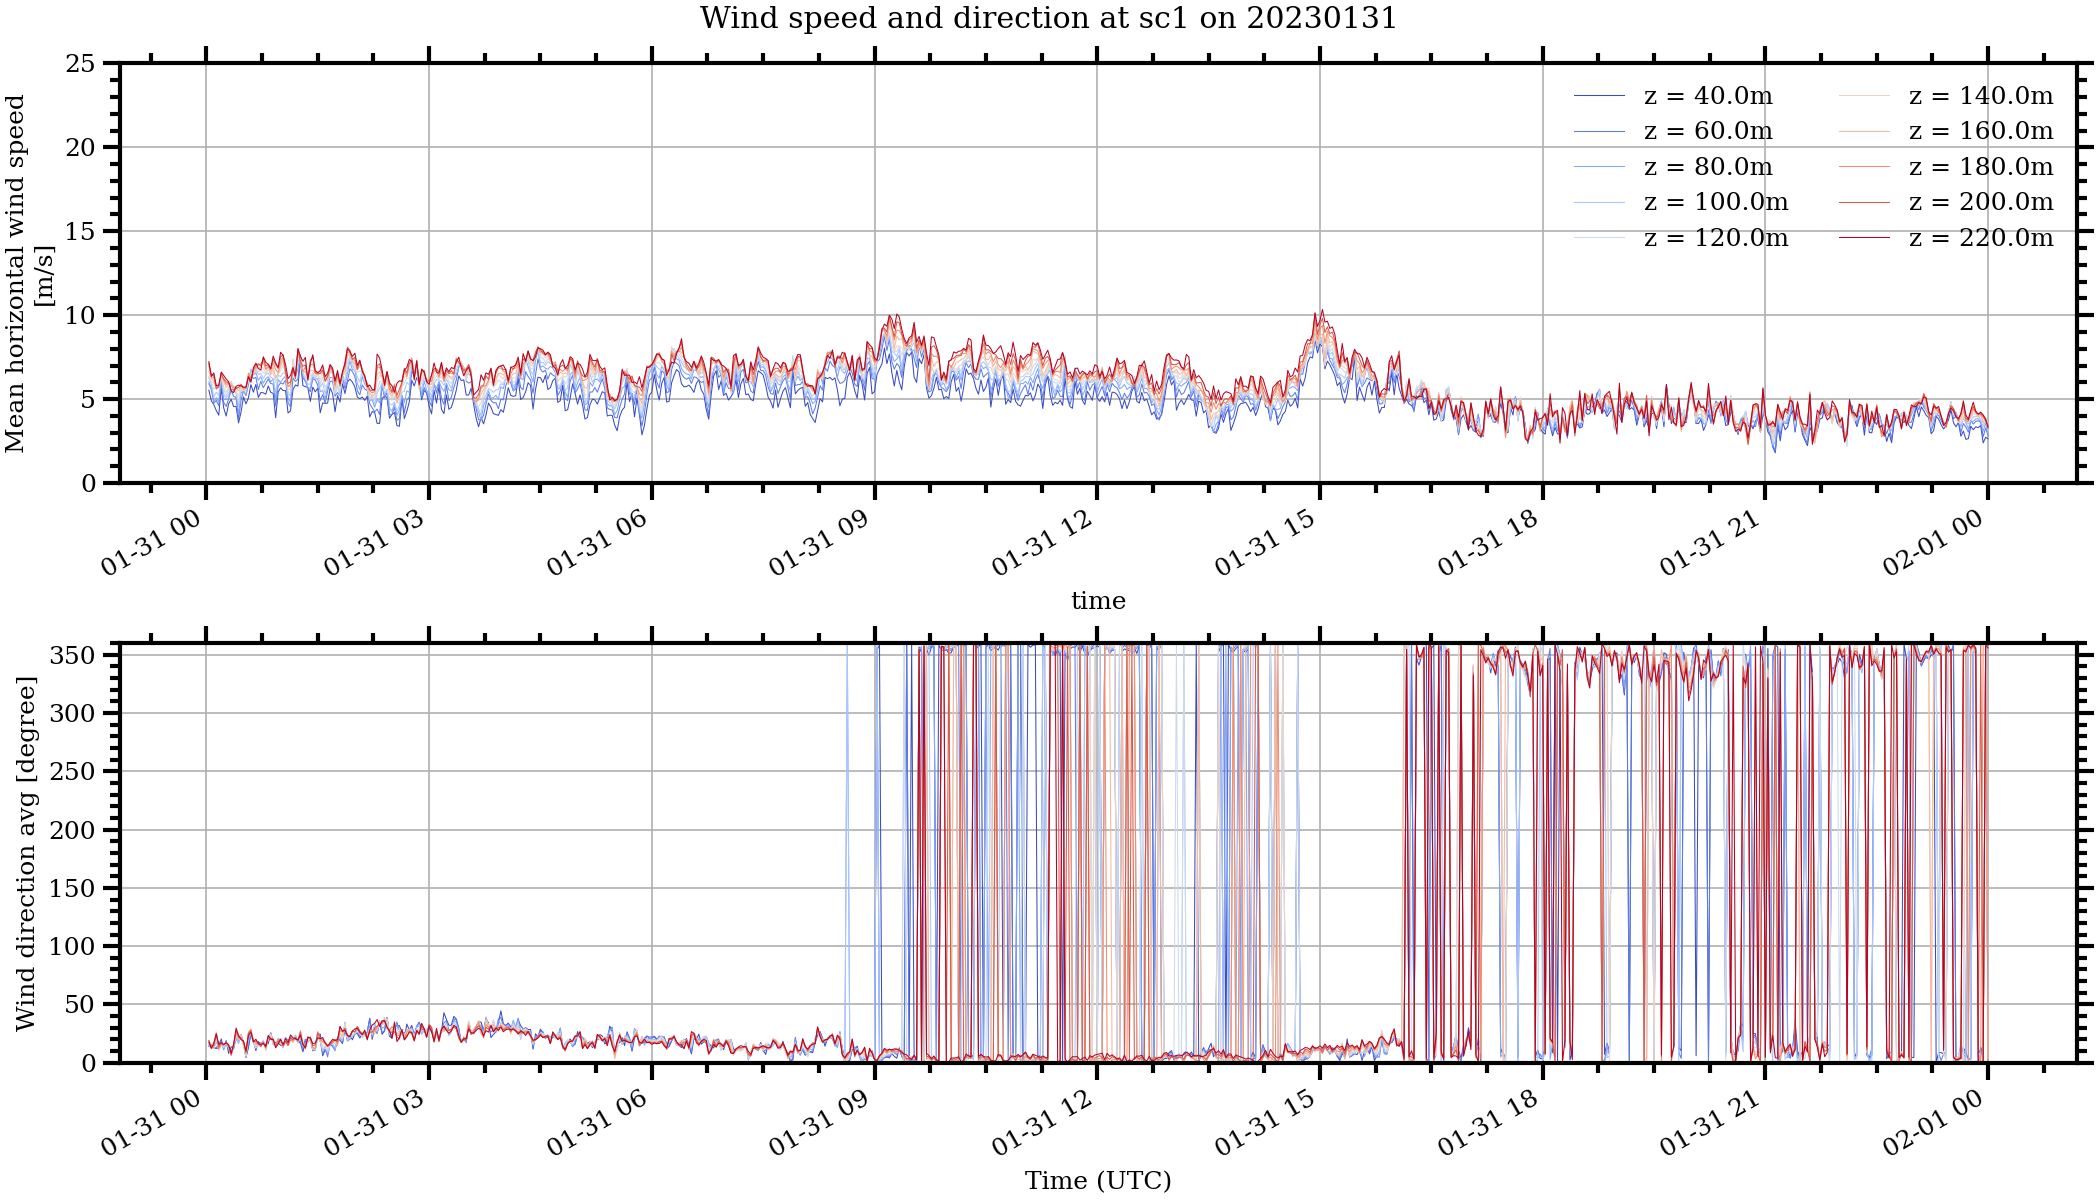 Wind speed and direction at sc1 on 20230131
Mean horizontal wind speed
[m/s]
25
20
15
10
5
0
z = 40.0m
z = 60.0m
z = 80.0m
z = 100.0m
z = 120.0m
z = 140.0m
z = 160.0m
z = 180.0m
z = 200.0m
z = 220.0m
01-31 00
01-31 03
01-31 06
01-31 09
01-31 12
01-31 15
01-31 18
01-31 21
02-01 00
time
Wind direction avg [degree]
350
300
250
200
150
100
50
0
01-31 00
01-31 03
01-31 06
01-31 09
01-31 12
01-31 15
01-31 18
01-31 21
02-01 00
Time (UTC)